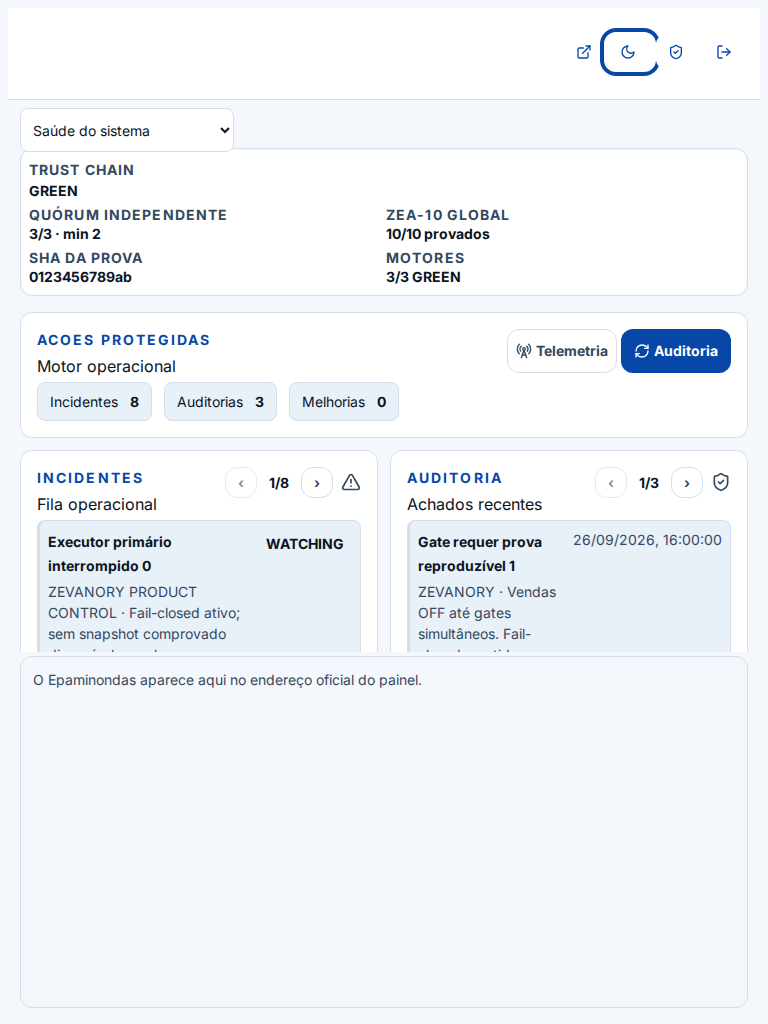 Saúde do sistema
TRUST CHAIN
GREEN
QUÓRUM INDEPENDENTE
3/3 · min 2
ZEA-10 GLOBAL
10/10 provados
SHA DA PROVA
0123456789ab
MOTORES
3/3 GREEN
ACOES PROTEGIDAS
Motor operacional
Telemetria
Auditoria
Incidentes 8
Auditorias 3
Melhorias 0
INCIDENTES
Fila operacional
‹ 1/8 ›
Executor primário
interrompido 0
WATCHING
ZEVANORY PRODUCT
CONTROL · Fail-closed ativo;
sem snapshot comprovado
AUDITORIA
Achados recentes
‹ 1/3 ›
Gate requer prova
reproduzível 1
26/09/2026, 16:00:00
ZEVANORY · Vendas
OFF até gates
simultâneos. Fail-
O Epaminondas aparece aqui no endereço oficial do painel.